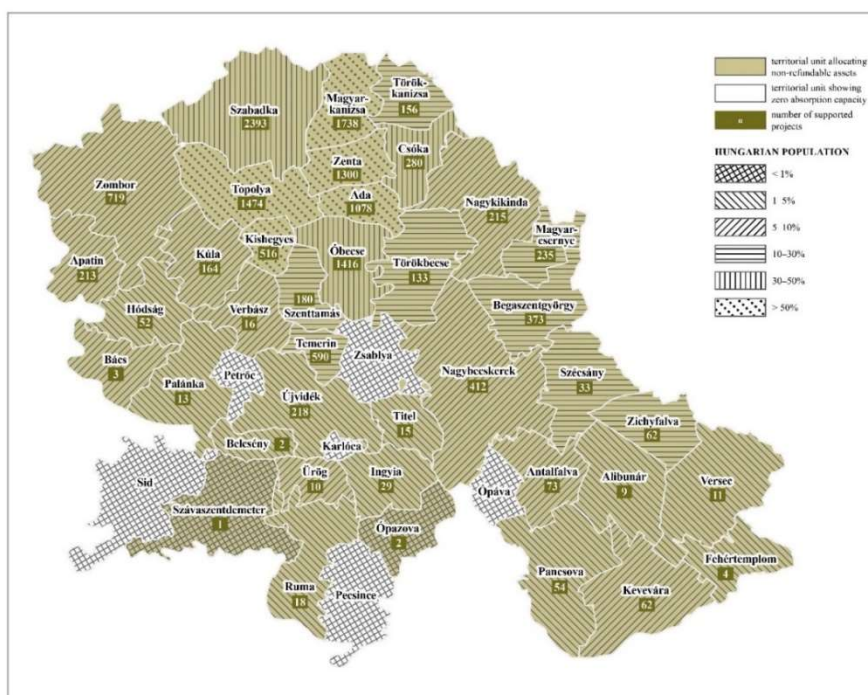 territorial unit allocating
non-refundable assets
territorial unit showing
zero absorption capacity
n
number of supported
projects
HUNGARIAN POPULATION
< 1%
1–5%
5–10%
10–30%
30–50%
> 50%
Török-
kanizsa
156
Magyar-
kanizsa
1738
Szabadka
2393
Csóka
280
Zenta
1300
Zombor
719
Topolya
1474
Ada
1078
Nagykikinda
215
Magyar-
csernye
235
Kishegyes
516
Óbecse
1416
Törökbecse
133
Apatin
213
Kúla
164
Begaszentgyörgy
373
Hódság
52
Verbász
16
180
Szenttamás
Temerin
590
Zsablya
Bács
3
Palánka
13
Petrőc
Újvidék
218
Nagybecskerek
412
Szécsány
33
Titel
15
Zichyfalva
62
Belcsény
2
Karlóca
Sid
Ürög
10
Ingyia
29
Ópáva
Antalfalva
73
Alibunár
9
Versec
11
Szávaszentdemeter
1
Ópazova
2
Ruma
18
Pecsince
Pancsova
54
Kevevára
62
Fehértemplom
4